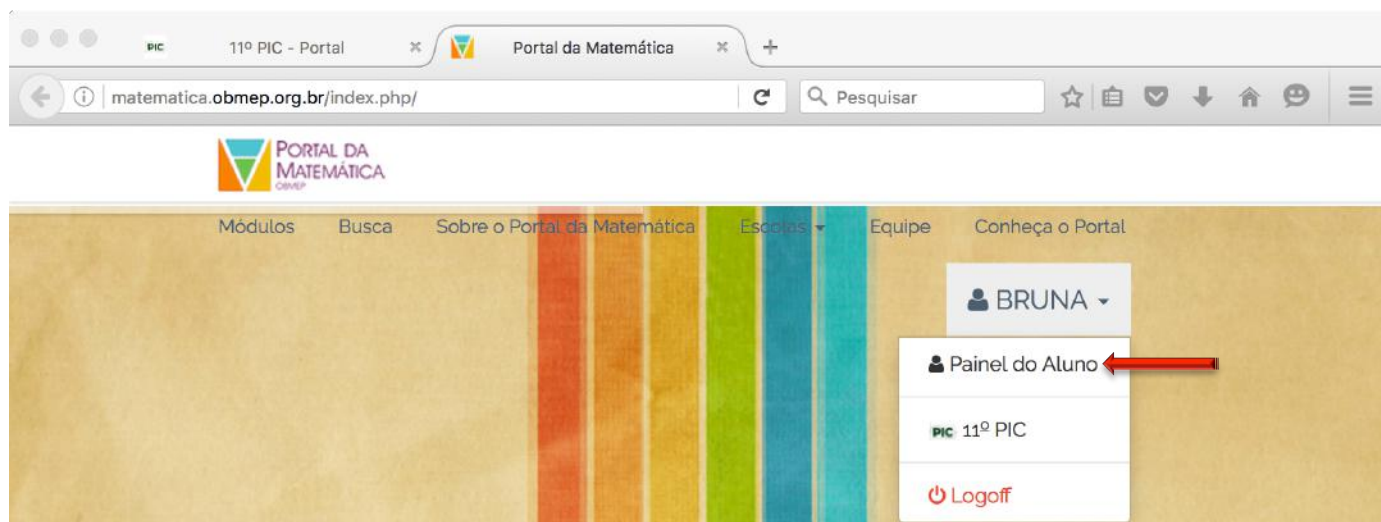 PIC 11º PIC - Portal × Portal da Matemática × +
matematica.obmep.org.br/index.php/ Pesquisar
PORTAL DA
MATEMÁTICA
OBMEP
Módulos Busca Sobre o Portal da Matemática Escolas Equipe Conheça o Portal
BRUNA
Painel do Aluno
PIC 11º PIC
Logoff